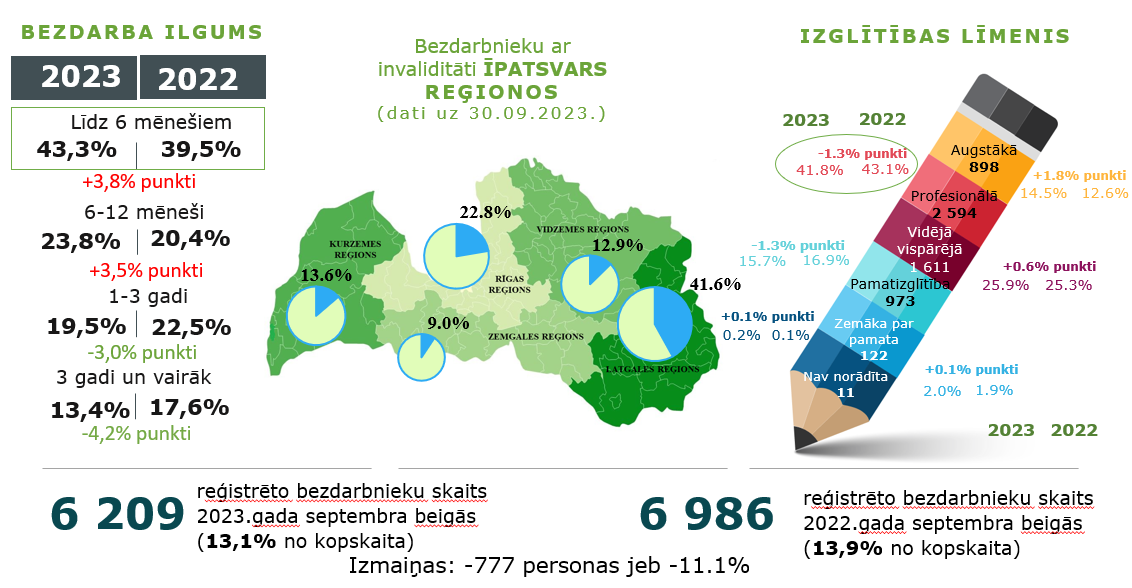 BEZDARBA ILGUMS
2023 2022
Līdz 6 mēnešiem
43,3% 39,5%
+3,8% punkti
6-12 mēneši
23,8% 20,4%
+3,5% punkti
1-3 gadi
19,5% 22,5%
-3,0% punkti
3 gadi un vairāk
13,4% 17,6%
-4,2% punkti
Bezdarbnieku ar
invaliditāti ĪPATSVARS
REĢIONOS
(dati uz 30.09.2023.)
22.8%
KURZEMES
REĢIONS
VIDZEMES REĢIONS
12.9%
13.6%
RĪGAS
REĢIONS
41.6%
9.0%
ZEMGALES REĢIONS
LATGALES REĢIONS
IZGLĪTĪBAS LĪMENIS
2023 2022
-1.3% punkti
41.8% 43.1%
Augstākā
898
+1.8% punkti
14.5% 12.6%
Profesionālā
2 594
Vidējā
vispārējā
1 611
-1.3% punkti
15.7% 16.9%
+0.6% punkti
25.9% 25.3%
Pamatizglītība
973
+0.1% punkti
0.2% 0.1%
Zemāka par
pamata
122
+0.1% punkti
2.0% 1.9%
Nav norādīta
11
2023 2022
6 209
reģistrēto bezdarbnieku skaits
2023.gada septembra beigās
(13,1% no kopskaita)
6 986
reģistrēto bezdarbnieku skaits
2022.gada septembra beigās
(13,9% no kopskaita)
Izmaiņas: -777 personas jeb -11.1%